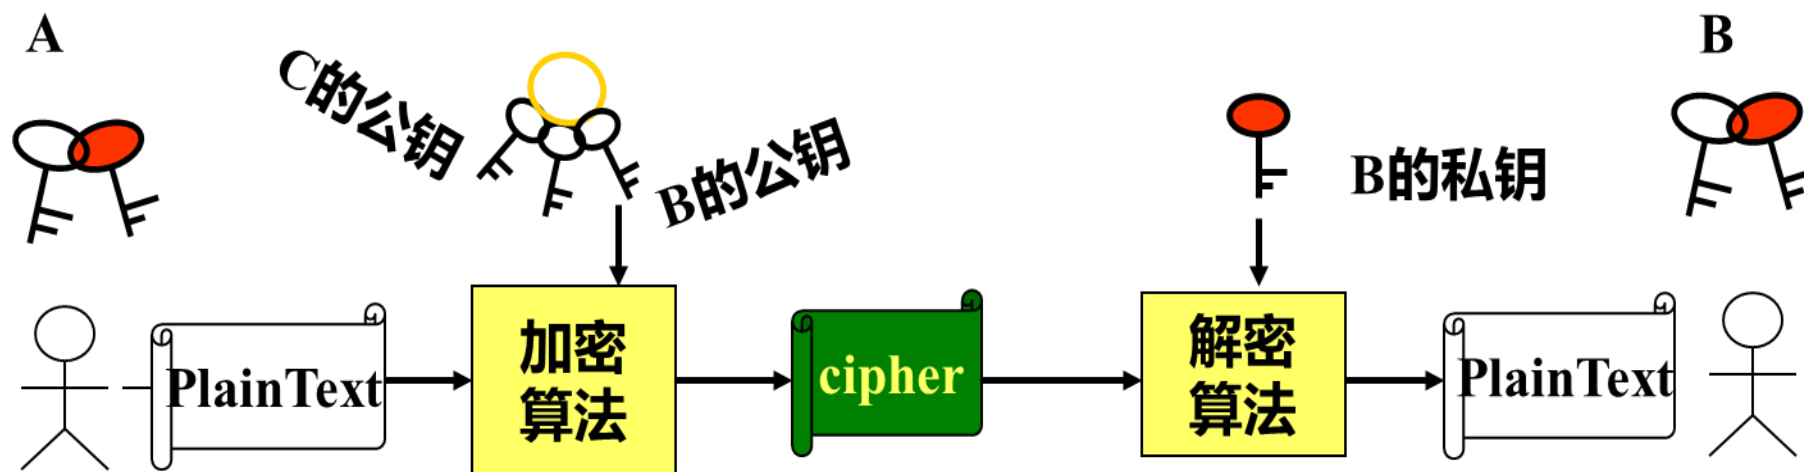 A
B
C的公钥
B的公钥
B的私钥
PlainText
加密
算法
cipher
解密
算法
PlainText